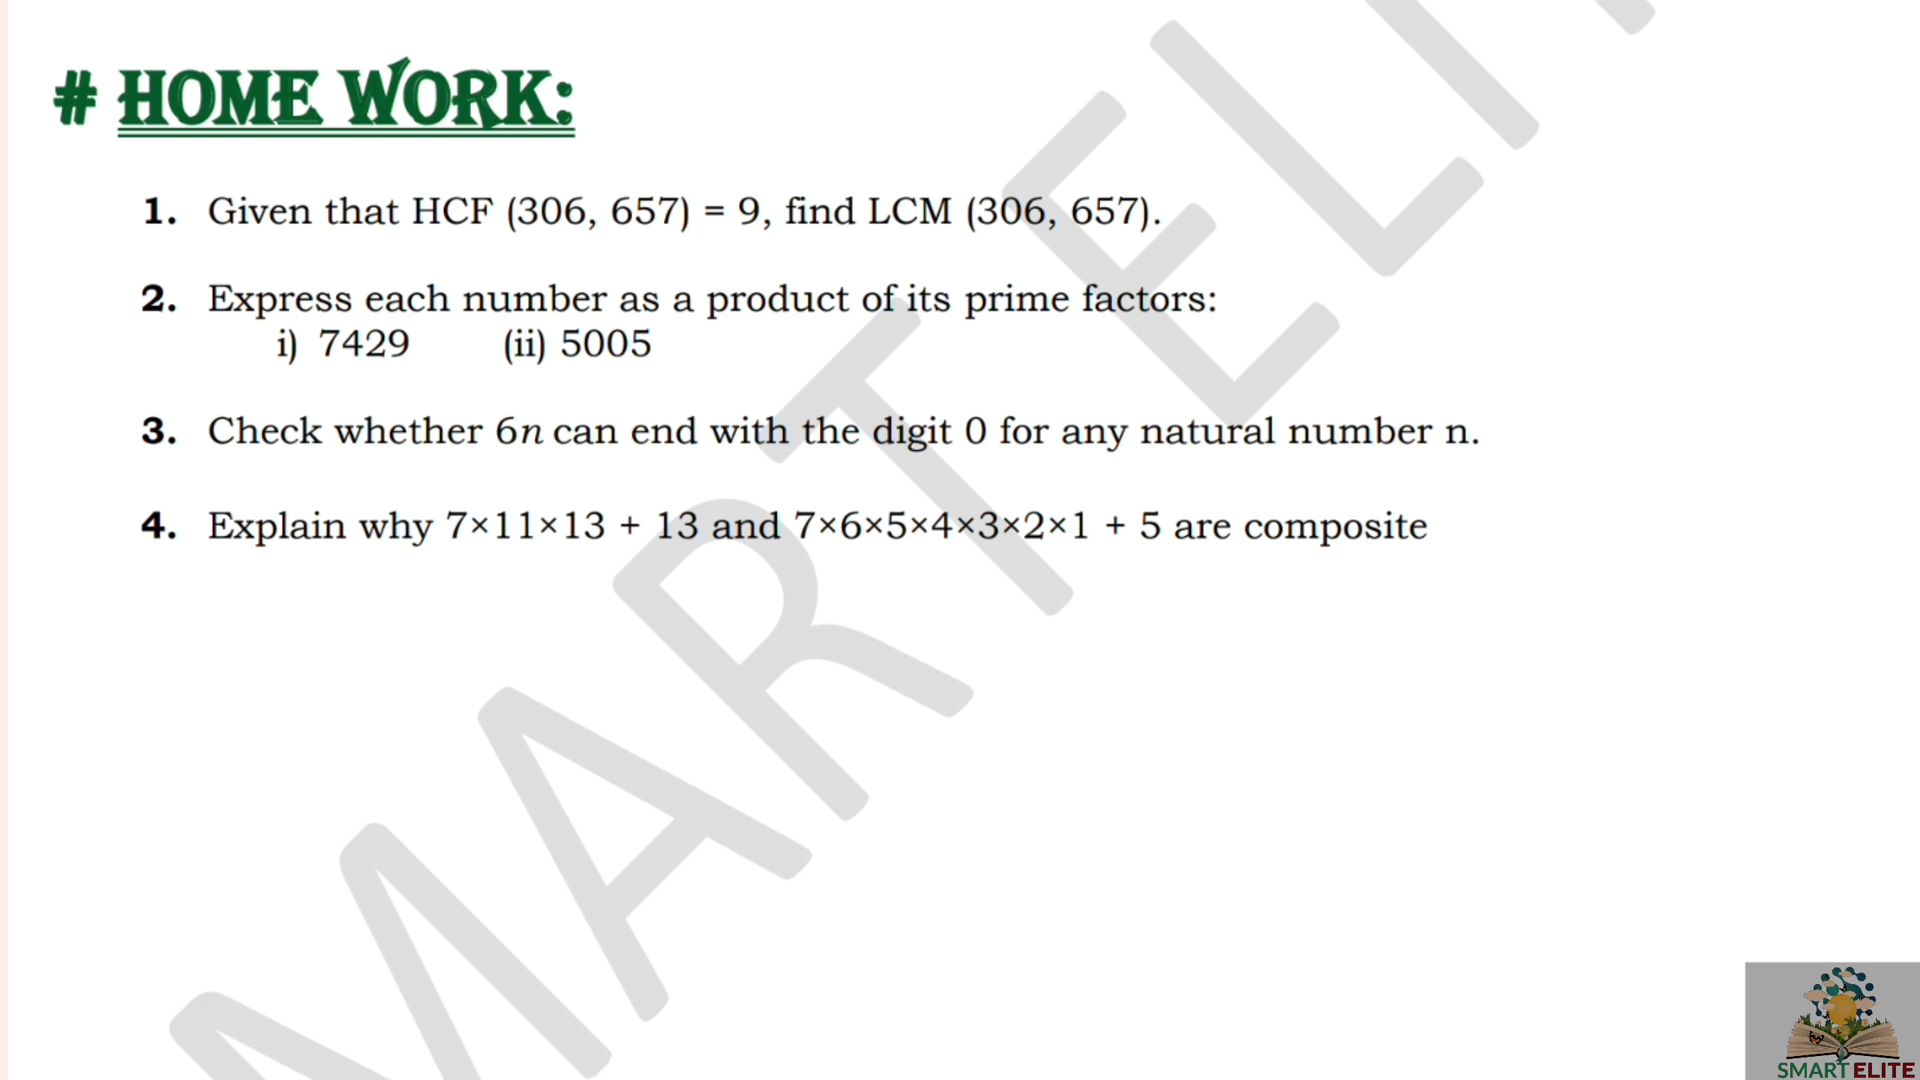 # HOME WORK:
1. Given that HCF (306, 657) = 9, find LCM (306, 657).
2. Express each number as a product of its prime factors:
i) 7429 (ii) 5005
3. Check whether 6n can end with the digit 0 for any natural number n.
4. Explain why 7×11×13 + 13 and 7×6×5×4×3×2×1 + 5 are composite
MART ELI
SMART ELITE